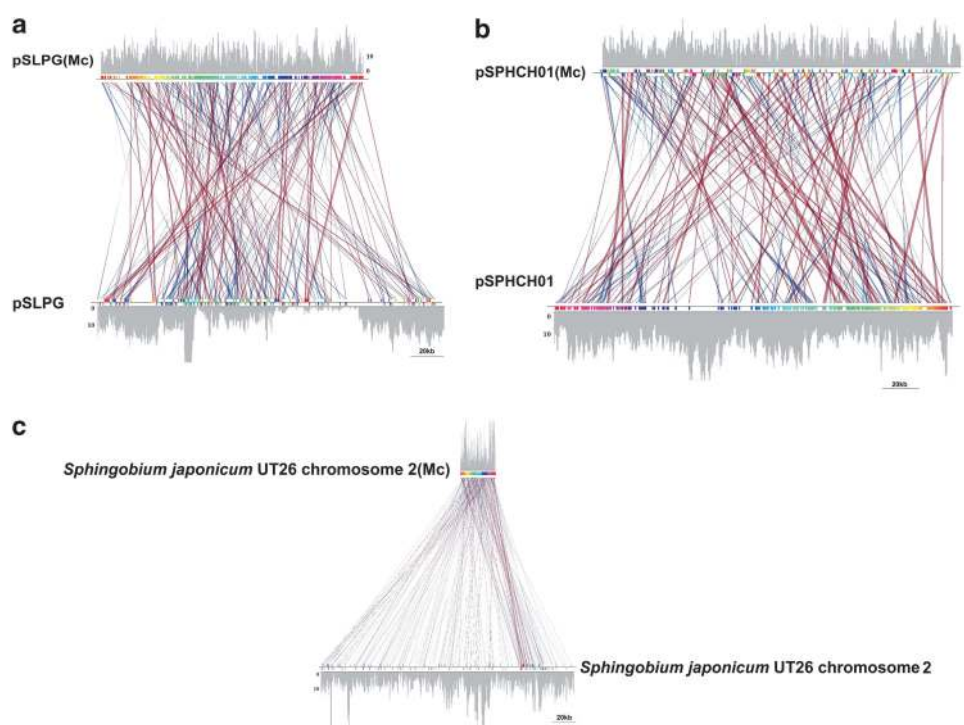 a
pSLPG(Mc)
10
0
pSLPG
0
10
20kb
b
pSPHCH01(Mc)
pSPHCH01
0
10
20kb
c
Sphingobium japonicum UT26 chromosome 2(Mc)
Sphingobium japonicum UT26 chromosome 2
0
10
20kb